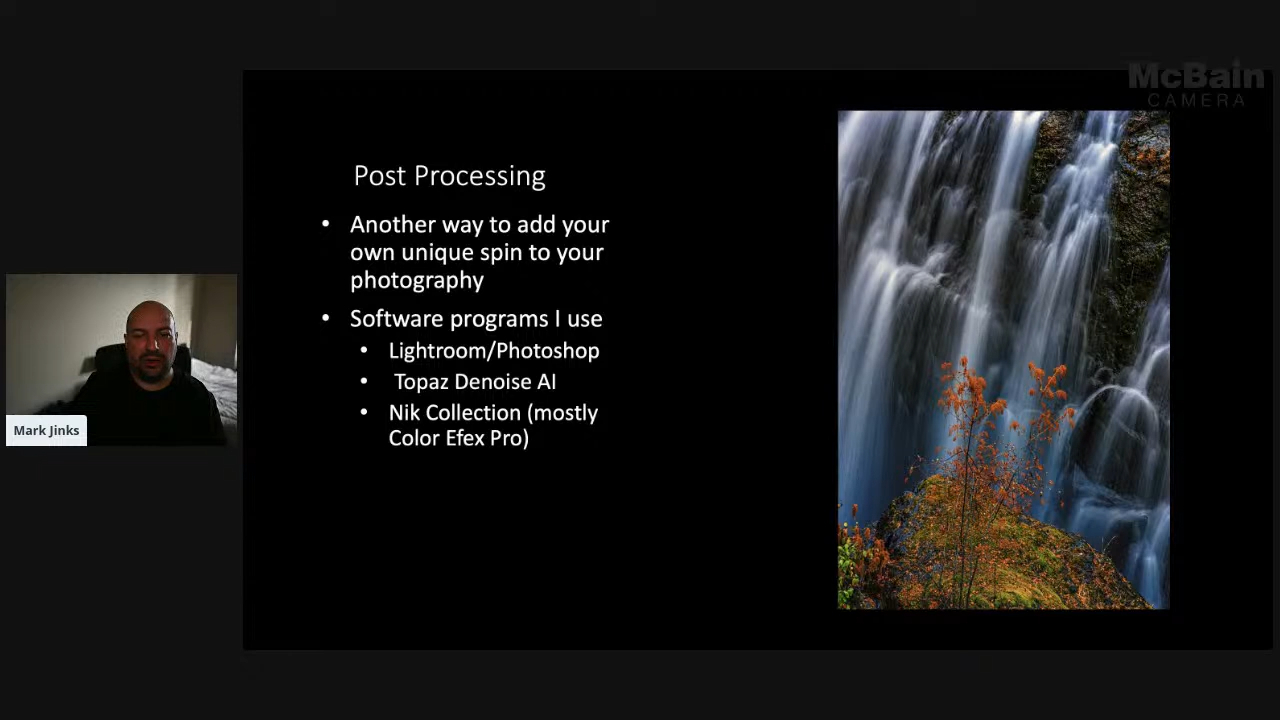 McBain
CAMERA
Post Processing
• Another way to add your
own unique spin to your
photography
• Software programs I use
• Lightroom/Photoshop
• Topaz Denoise AI
• Nik Collection (mostly
Color Efex Pro)
Mark Jinks